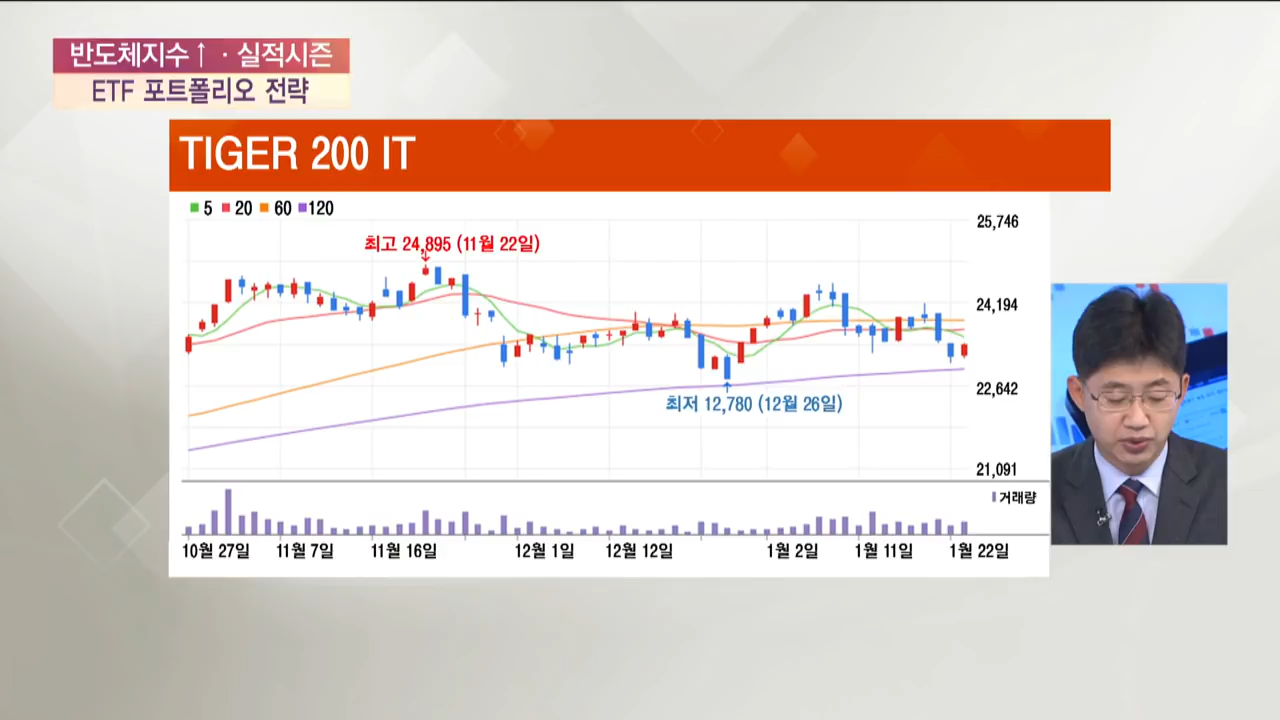 반도체지수↑ · 실적시즌
ETF 포트폴리오 전략
TIGER 200 IT
5 20 60 120
25,746
최고 24,895 (11월 22일)
24,194
22,642
최저 12,780 (12월 26일)
21,091
거래량
10월 27일 11월 7일 11월 16일 12월 1일 12월 12일 1월 2일 1월 11일 1월 22일